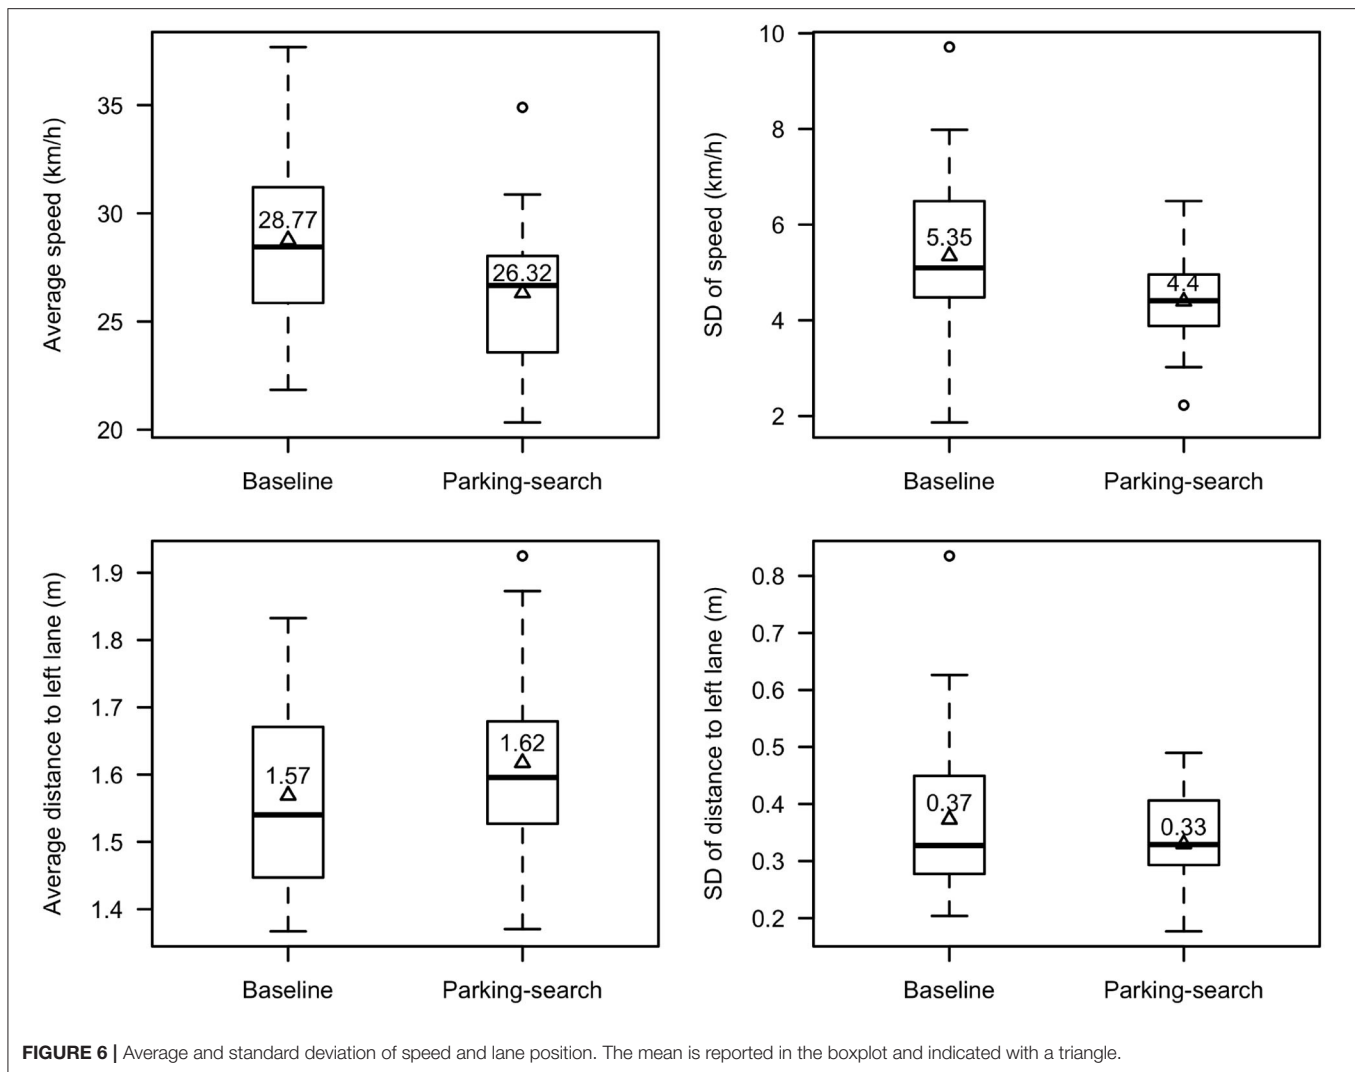 Average speed (km/h)
35
30
25
20
28.77
26.32
Baseline
Parking-search
SD of speed (km/h)
10
8
6
4
2
5.35
4.4
Baseline
Parking-search
Average distance to left lane (m)
1.9
1.8
1.7
1.6
1.5
1.4
1.57
1.62
Baseline
Parking-search
SD of distance to left lane (m)
0.8
0.7
0.6
0.5
0.4
0.3
0.2
0.37
0.33
Baseline
Parking-search
FIGURE 6 | Average and standard deviation of speed and lane position. The mean is reported in the boxplot and indicated with a triangle.